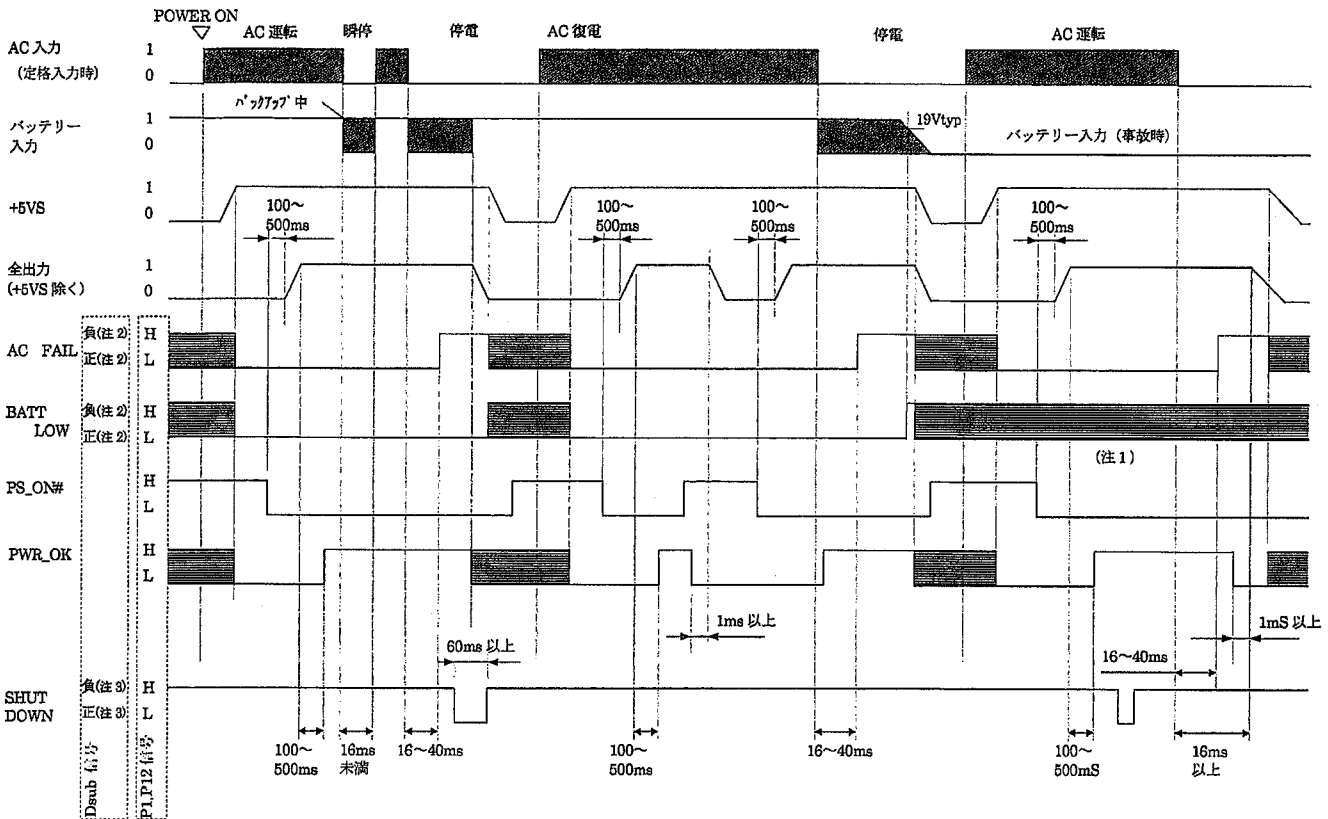 POWER ON
AC 運転 瞬停 停電 AC 復電 停電 AC 運転
AC 入力
(定格入力時)
1
0
バックアップ中
バッテリー
入力
1
0
19Vtyp
バッテリー入力 (事故時)
+5VS
1
0
100～
500ms
100～
500ms
100～
500ms
100～
500ms
全出力
(+5VS 除く)
1
0
AC FAIL
負(注 2) H
正(注 2) L
BATT
LOW
負(注 2) H
正(注 2) L
(注 1)
PS_ON#
H
L
PWR_OK
H
L
60ms 以上
1ms 以上
16～40ms
1mS 以上
SHUT
DOWN
負(注 3) H
正(注 3) L
100～
500ms
16ms
未満
16～40ms
100～
500ms
16～40ms
100～
500mS
16ms
以上
Dsub 信号
P1,P12 信号